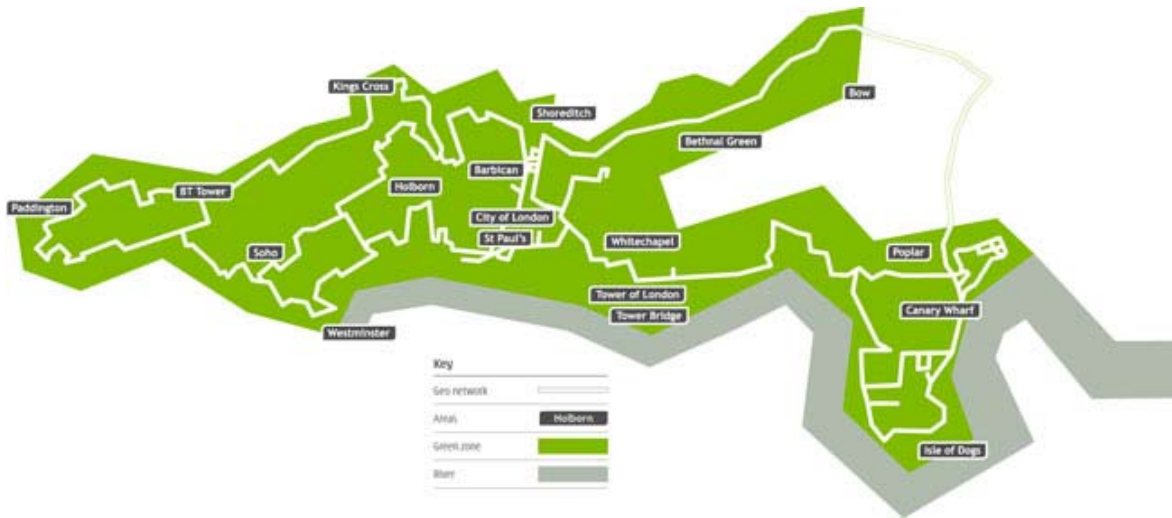 Kings Cross
Shoreditch
Bow
Bethnal Green
Barbican
Holborn
BT Tower
Paddington
City of London
St Paul's
Whitechapel
Soho
Poplar
Tower of London
Tower Bridge
Canary Wharf
Westminster
Isle of Dogs
Key
Geo network
Areas
Holborn
Green zone
River